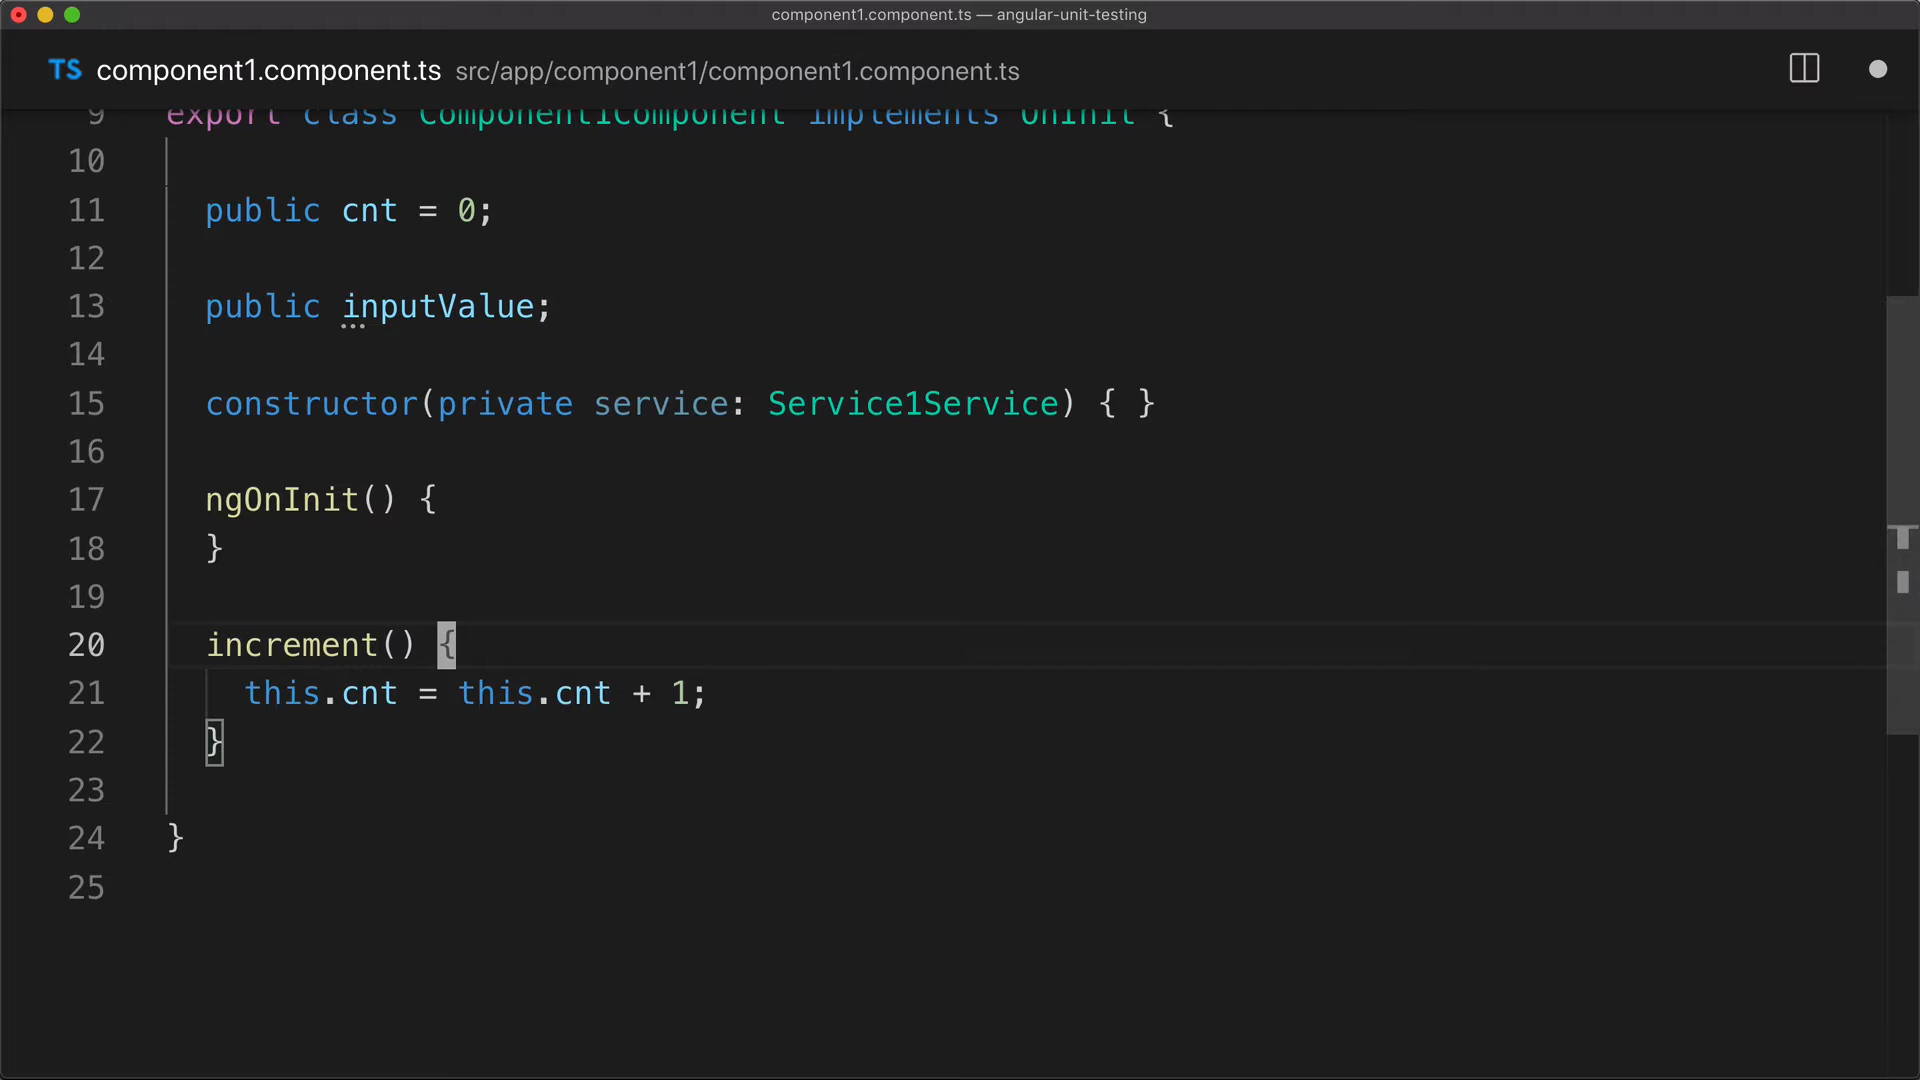 component1.component.ts — angular-unit-testing
TS component1.component.ts src/app/component1/component1.component.ts
9 export class Component1Component implements OnInit {
10
11 public cnt = 0;
12
13 public inputValue;
14
15 constructor(private service: Service1Service) { }
16
17 ngOnInit() {
18 }
19
20 increment() {
21 this.cnt = this.cnt + 1;
22 }
23
24 }
25